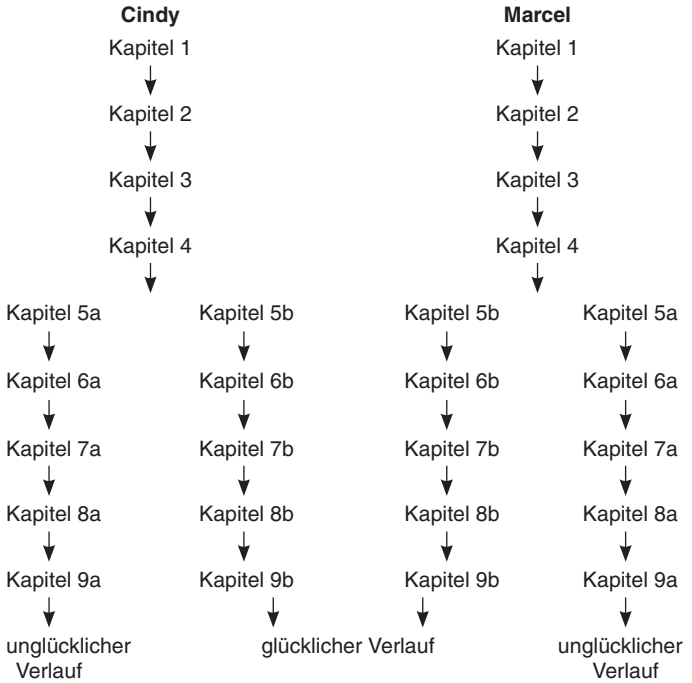 Cindy Marcel
Kapitel 1 Kapitel 1
Kapitel 2 Kapitel 2
Kapitel 3 Kapitel 3
Kapitel 4 Kapitel 4
Kapitel 5a Kapitel 5b Kapitel 5b Kapitel 5a
Kapitel 6a Kapitel 6b Kapitel 6b Kapitel 6a
Kapitel 7a Kapitel 7b Kapitel 7b Kapitel 7a
Kapitel 8a Kapitel 8b Kapitel 8b Kapitel 8a
Kapitel 9a Kapitel 9b Kapitel 9b Kapitel 9a
unglücklicher glücklicher Verlauf unglücklicher
Verlauf Verlauf